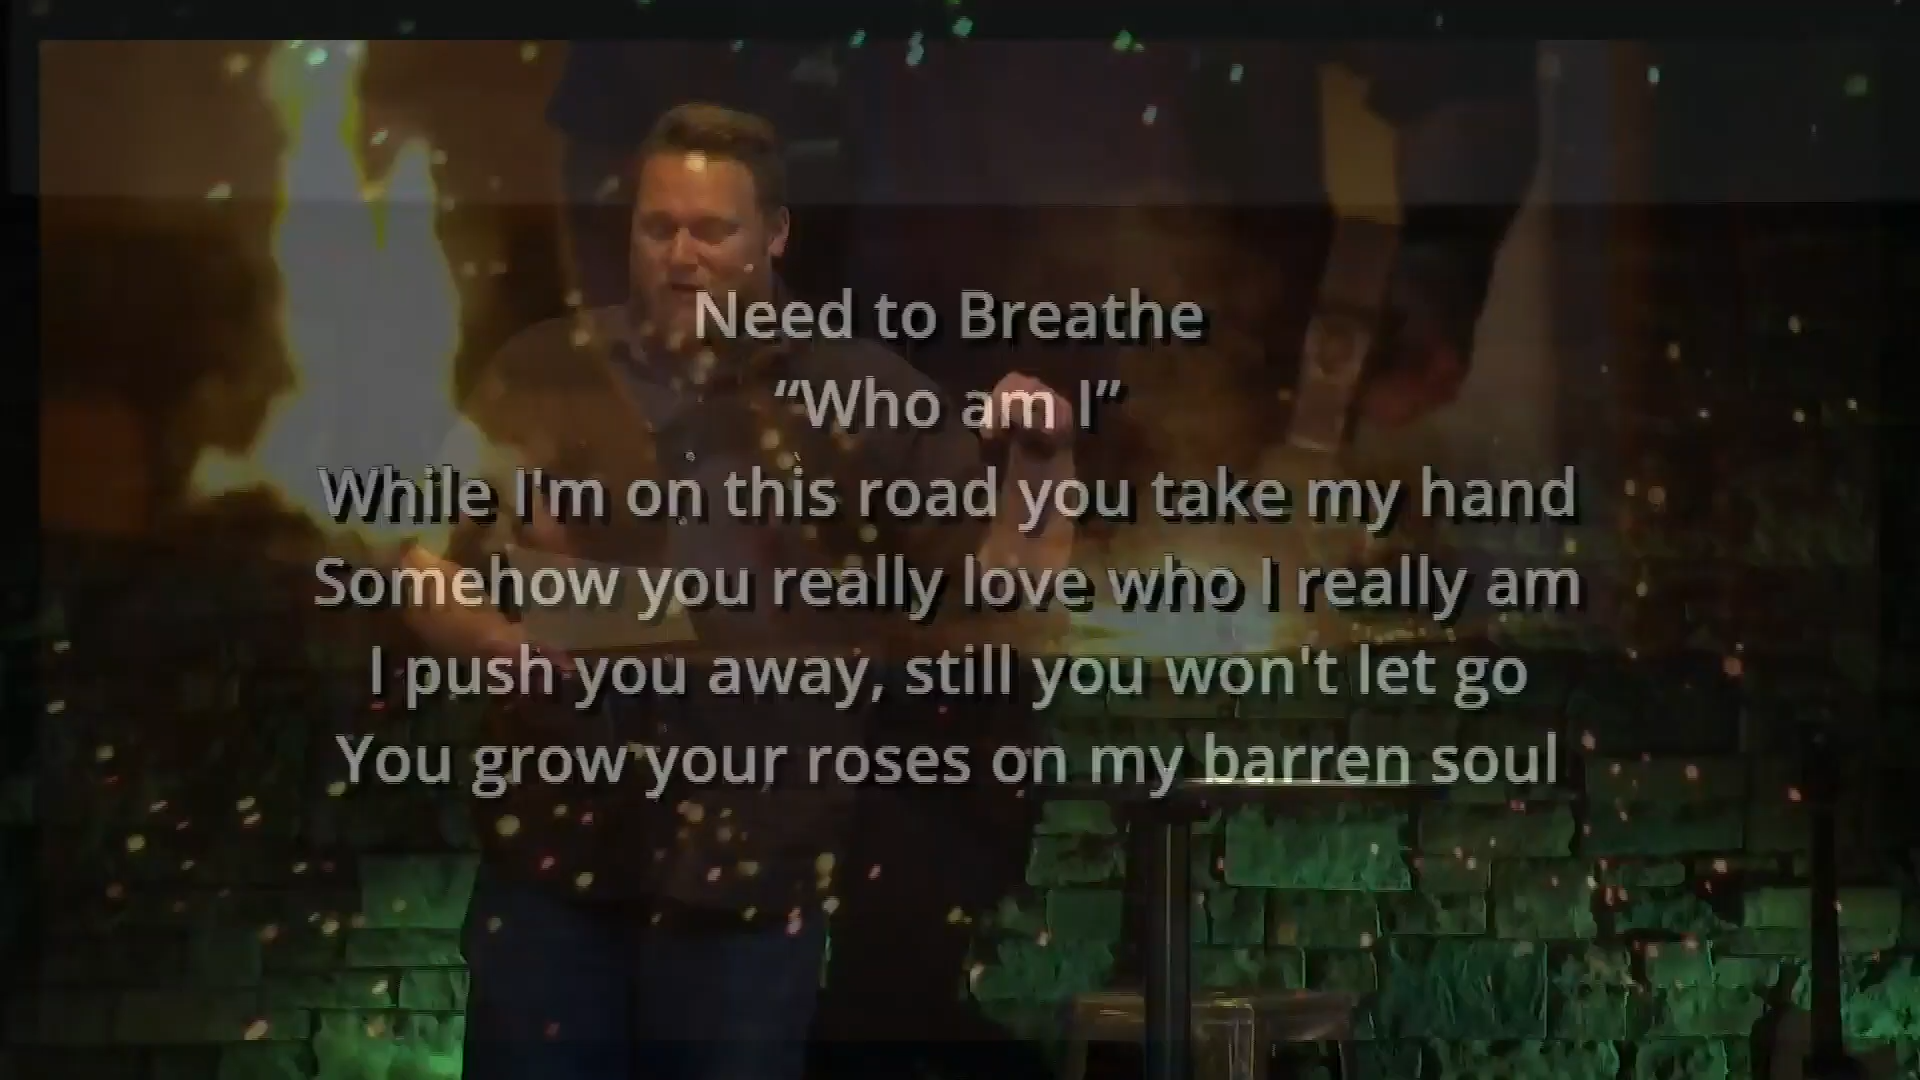 Need to Breathe
“Who am I”
While I'm on this road you take my hand
Somehow you really love who I really am
I push you away, still you won't let go
You grow your roses on my barren soul